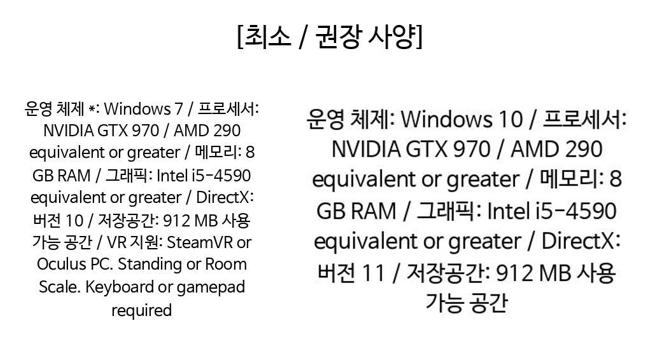 [최소 / 권장 사양]
운영 체제 *: Windows 7 / 프로세서:
NVIDIA GTX 970 / AMD 290
equivalent or greater / 메모리: 8
GB RAM / 그래픽: Intel i5-4590
equivalent or greater / DirectX:
버전 10 / 저장공간: 912 MB 사용
가능 공간 / VR 지원: SteamVR or
Oculus PC. Standing or Room
Scale. Keyboard or gamepad
required
운영 체제: Windows 10 / 프로세서:
NVIDIA GTX 970 / AMD 290
equivalent or greater / 메모리: 8
GB RAM / 그래픽: Intel i5-4590
equivalent or greater / DirectX:
버전 11 / 저장공간: 912 MB 사용
가능 공간